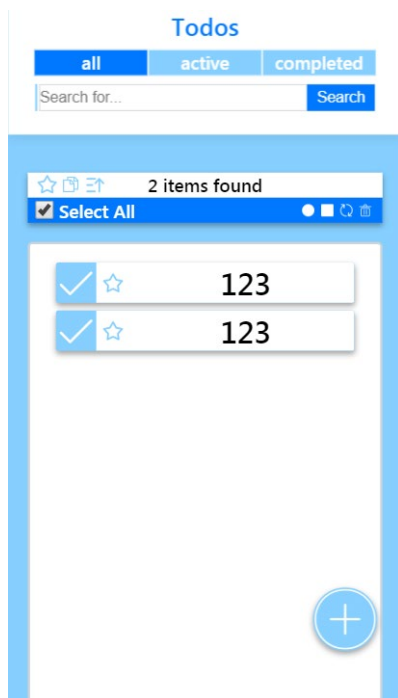 Todos
all active completed
Search for... Search
2 items found
Select All
123
123